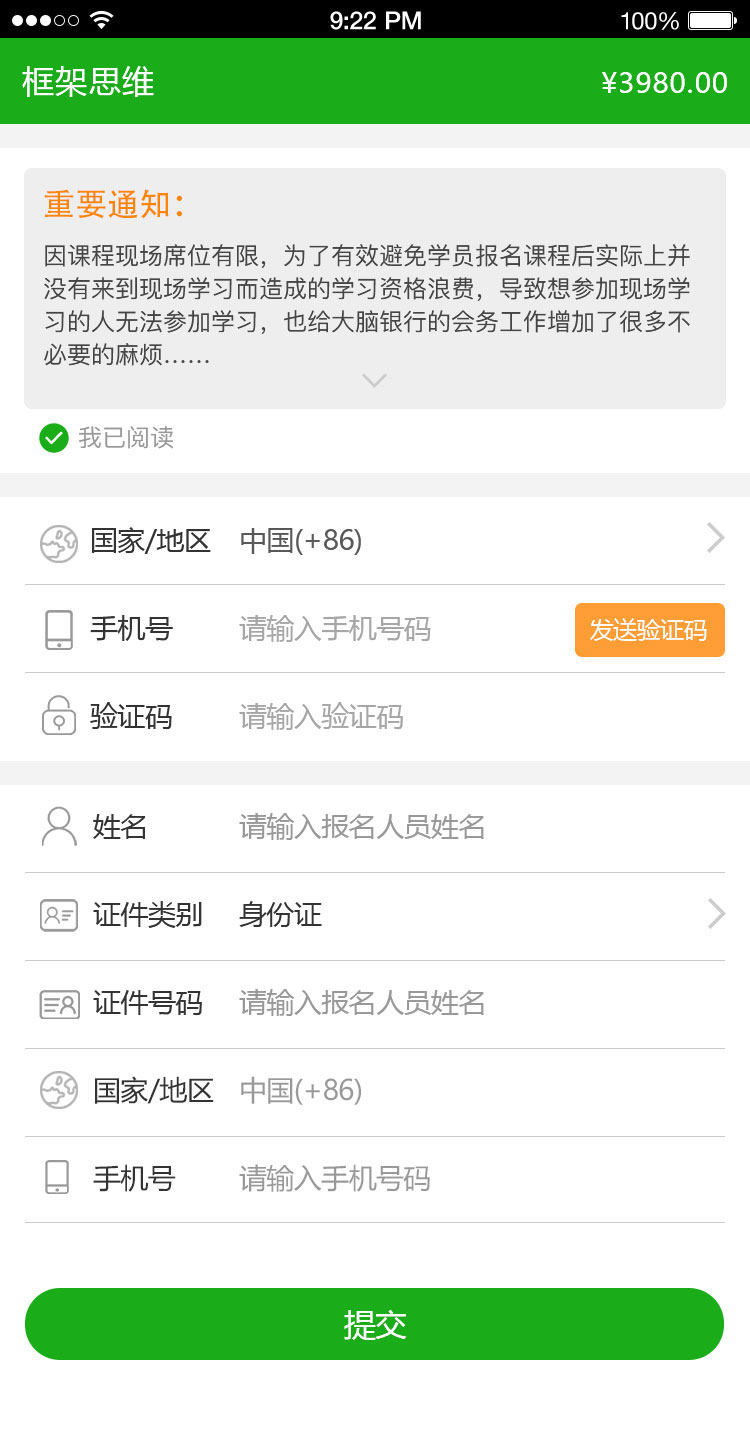 9:22 PM 100%
框架思维 ¥3980.00
重要通知：
因课程现场席位有限，为了有效避免学员报名课程后实际上并
没有来到现场学习而造成的学习资格浪费，导致想参加现场学
习的人无法参加学习，也给大脑银行的会务工作增加了很多不
必要的麻烦……
我已阅读
国家/地区 中国(+86)
手机号 请输入手机号码 发送验证码
验证码 请输入验证码
姓名 请输入报名人员姓名
证件类别 身份证
证件号码 请输入报名人员姓名
国家/地区 中国(+86)
手机号 请输入手机号码
提交